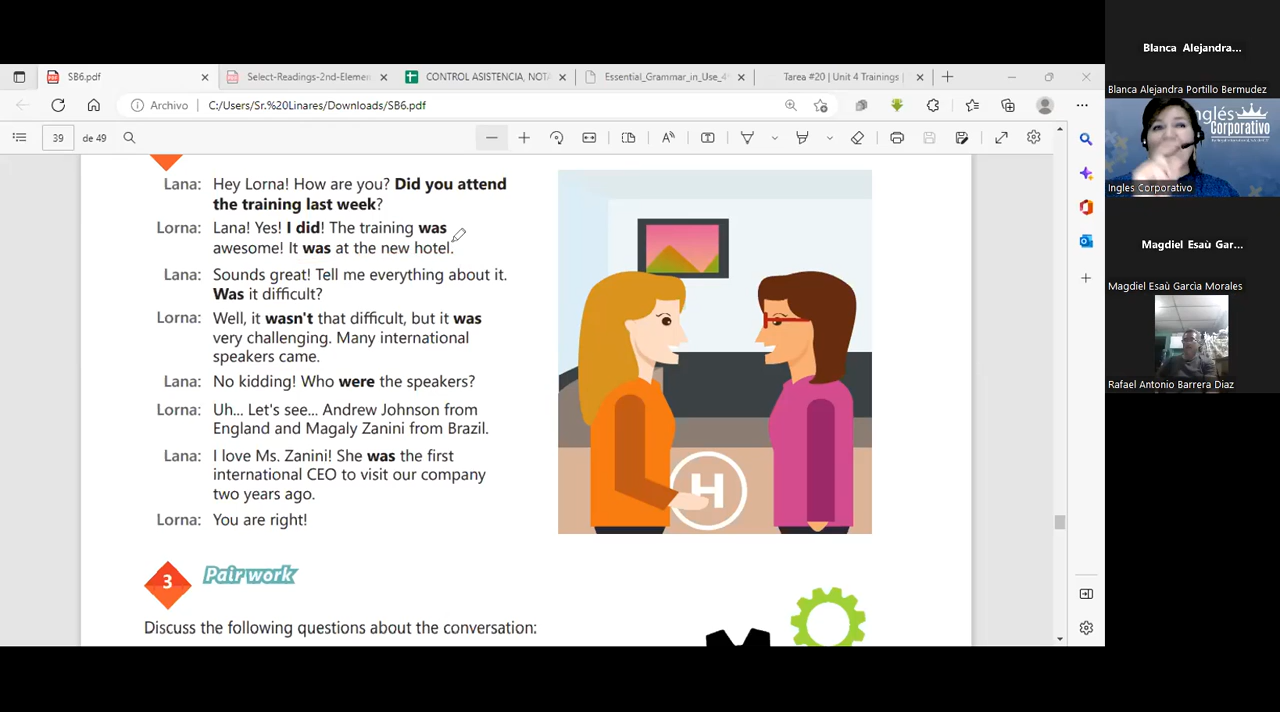 Blanca Alejandra...
SB6.pdf
Select-Readings-2nd-Elemen
CONTROL ASISTENCIA, NOTA
Essential_Grammar_in_Use_4
Tarea #20 | Unit 4 Trainings |
Blanca Alejandra Portillo Bermudez
Archivo
C:/Users/Sr.%20Linares/Downloads/SB6.pdf
39
de 49
Inglés
Corporativo
Ingles Corporativo
Lana: Hey Lorna! How are you? Did you attend
the training last week?
Lorna: Lana! Yes! I did! The training was
awesome! It was at the new hotel.
Lana: Sounds great! Tell me everything about it.
Was it difficult?
Lorna: Well, it wasn't that difficult, but it was
very challenging. Many international
speakers came.
Lana: No kidding! Who were the speakers?
Lorna: Uh... Let's see... Andrew Johnson from
England and Magaly Zanini from Brazil.
Lana: I love Ms. Zanini! She was the first
international CEO to visit our company
two years ago.
Lorna: You are right!
H
3
Pair work
Discuss the following questions about the conversation:
Magdiel Esaù Gar...
Magdiel Esaù Garcia Morales
Rafael Antonio Barrera Diaz